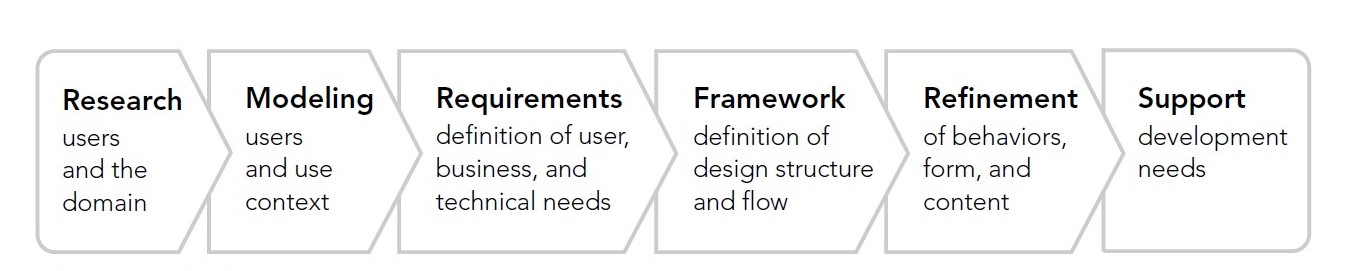 Research
users
and the
domain
Modeling
users
and use
context
Requirements
definition of user,
business, and
technical needs
Framework
definition of
design structure
and flow
Refinement
of behaviors,
form, and
content
Support
development
needs